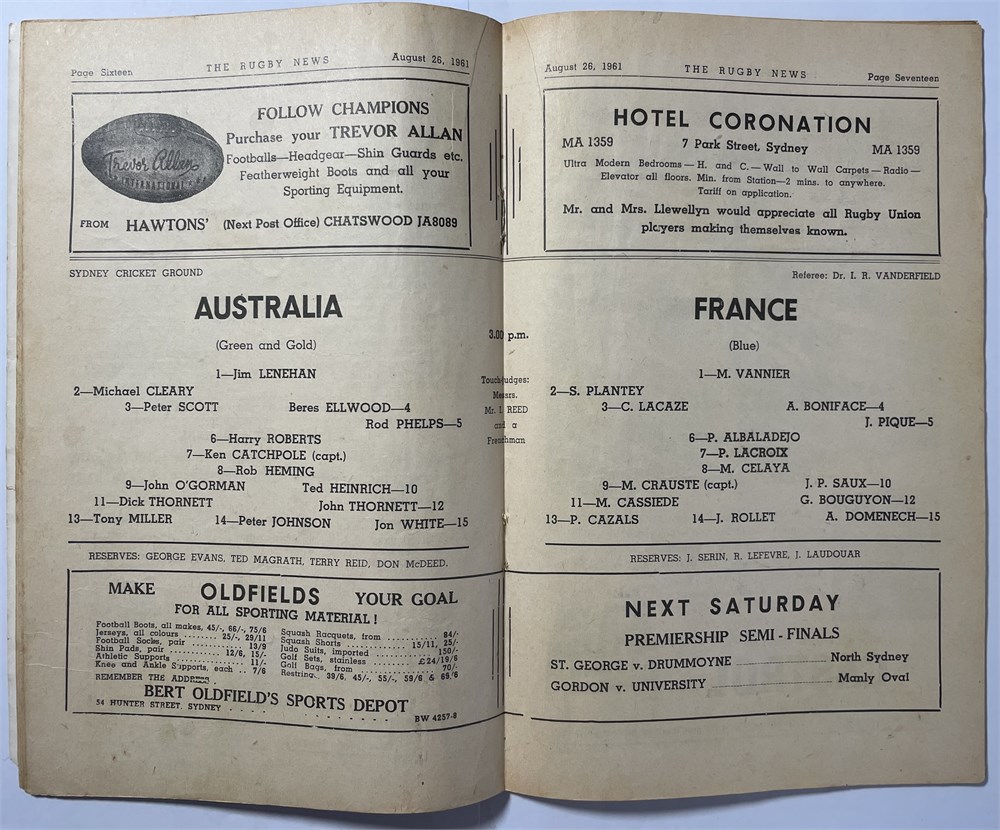 Page Sixteen THE RUGBY NEWS August 26, 1961
FOLLOW CHAMPIONS
Purchase your TREVOR ALLAN
Footballs—Headgear—Shin Guards etc.
Featherweight Boots and all your
Sporting Equipment.
Trevor Allan
INTERNATIONAL
FROM HAWTONS' (Next Post Office) CHATSWOOD JA8089
SYDNEY CRICKET GROUND
AUSTRALIA
(Green and Gold)
1—Jim LENEHAN
2—Michael CLEARY
3—Peter SCOTT Beres ELLWOOD—4
Rod PHELPS—5
6—Harry ROBERTS
7—Ken CATCHPOLE (capt.)
8—Rob HEMING
9—John O'GORMAN Ted HEINRICH—10
11—Dick THORNETT John THORNETT—12
13—Tony MILLER 14—Peter JOHNSON Jon WHITE—15
RESERVES: GEORGE EVANS, TED MAGRATH, TERRY REID, DON McDEED.
MAKE OLDFIELDS YOUR GOAL
FOR ALL SPORTING MATERIAL!
Football Boots, all makes, 45/-, 66/-, 75/6
Jerseys, all colours ........ 25/-, 29/11
Football Socks, pair ............ 13/9
Shin Pads, pair ............ 12/6, 15/-
Athletic Supports ............ 11/-
Knee and Ankle Supports, each .. 7/6
REMEMBER THE ADDRESS
Squash Racquets, from .......... 84/-
Squash Shorts ............ 15/11, 25/-
Judo Suits, imported .......... 150/-
Golf Sets, stainless ........ £24/19/6
Golf Bags, from .............. 70/-
Restring.. 39/6, 45/-, 55/-, 59/6 & 69/6
BERT OLDFIELD'S SPORTS DEPOT
54 HUNTER STREET, SYDNEY . . . . . . . . . . . . BW 4257-8
3.00 p.m.
Touch-judges:
Messrs.
Mr. REED
and a
Frenchman
August 26, 1961 THE RUGBY NEWS Page Seventeen
HOTEL CORONATION
MA 1359 7 Park Street, Sydney MA 1359
Ultra Modern Bedrooms — H. and C. — Wall to Wall Carpets — Radio —
Elevator all floors. Min. from Station—2 mins. to anywhere.
Tariff on application.
Mr. and Mrs. Llewellyn would appreciate all Rugby Union
players making themselves known.
Referee: Dr. I. R. VANDERFIELD
FRANCE
(Blue)
1—M. VANNIER
2—S. PLANTEY
3—C. LACAZE A. BONIFACE—4
J. PIQUE—5
6—P. ALBALADEJO
7—P. LACROIX
8—M. CELAYA
9—M. CRAUSTE (capt.) J. P. SAUX—10
11—M. CASSIEDE G. BOUGUYON—12
13—P. CAZALS 14—J. ROLLET A. DOMENECH—15
RESERVES: J. SERIN, R. LEFEVRE, J. LAUDOUAR
NEXT SATURDAY
PREMIERSHIP SEMI-FINALS
ST. GEORGE v. DRUMMOYNE .......... North Sydney
GORDON v. UNIVERSITY .......... Manly Oval